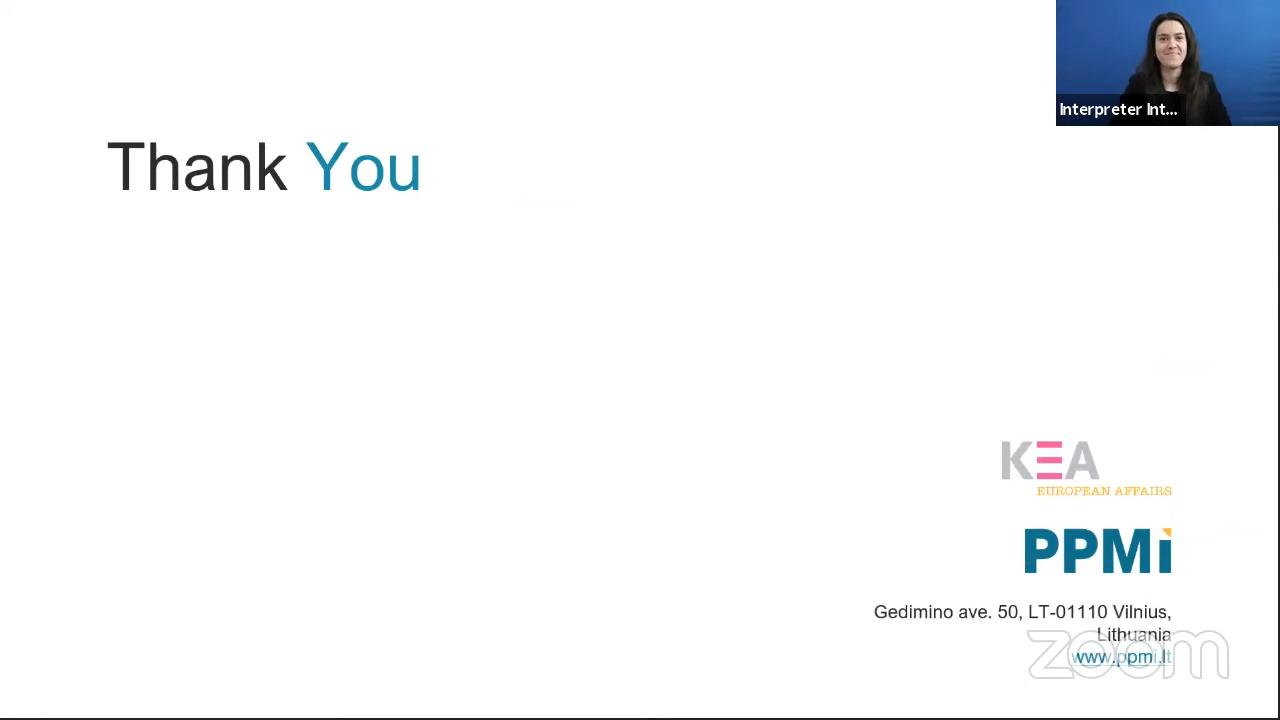 Interpreter Int...
Thank You
KEA
EUROPEAN AFFAIRS
PPMi
Gedimino ave. 50, LT-01110 Vilnius,
Lithuania
www.ppmi.lt
zoom